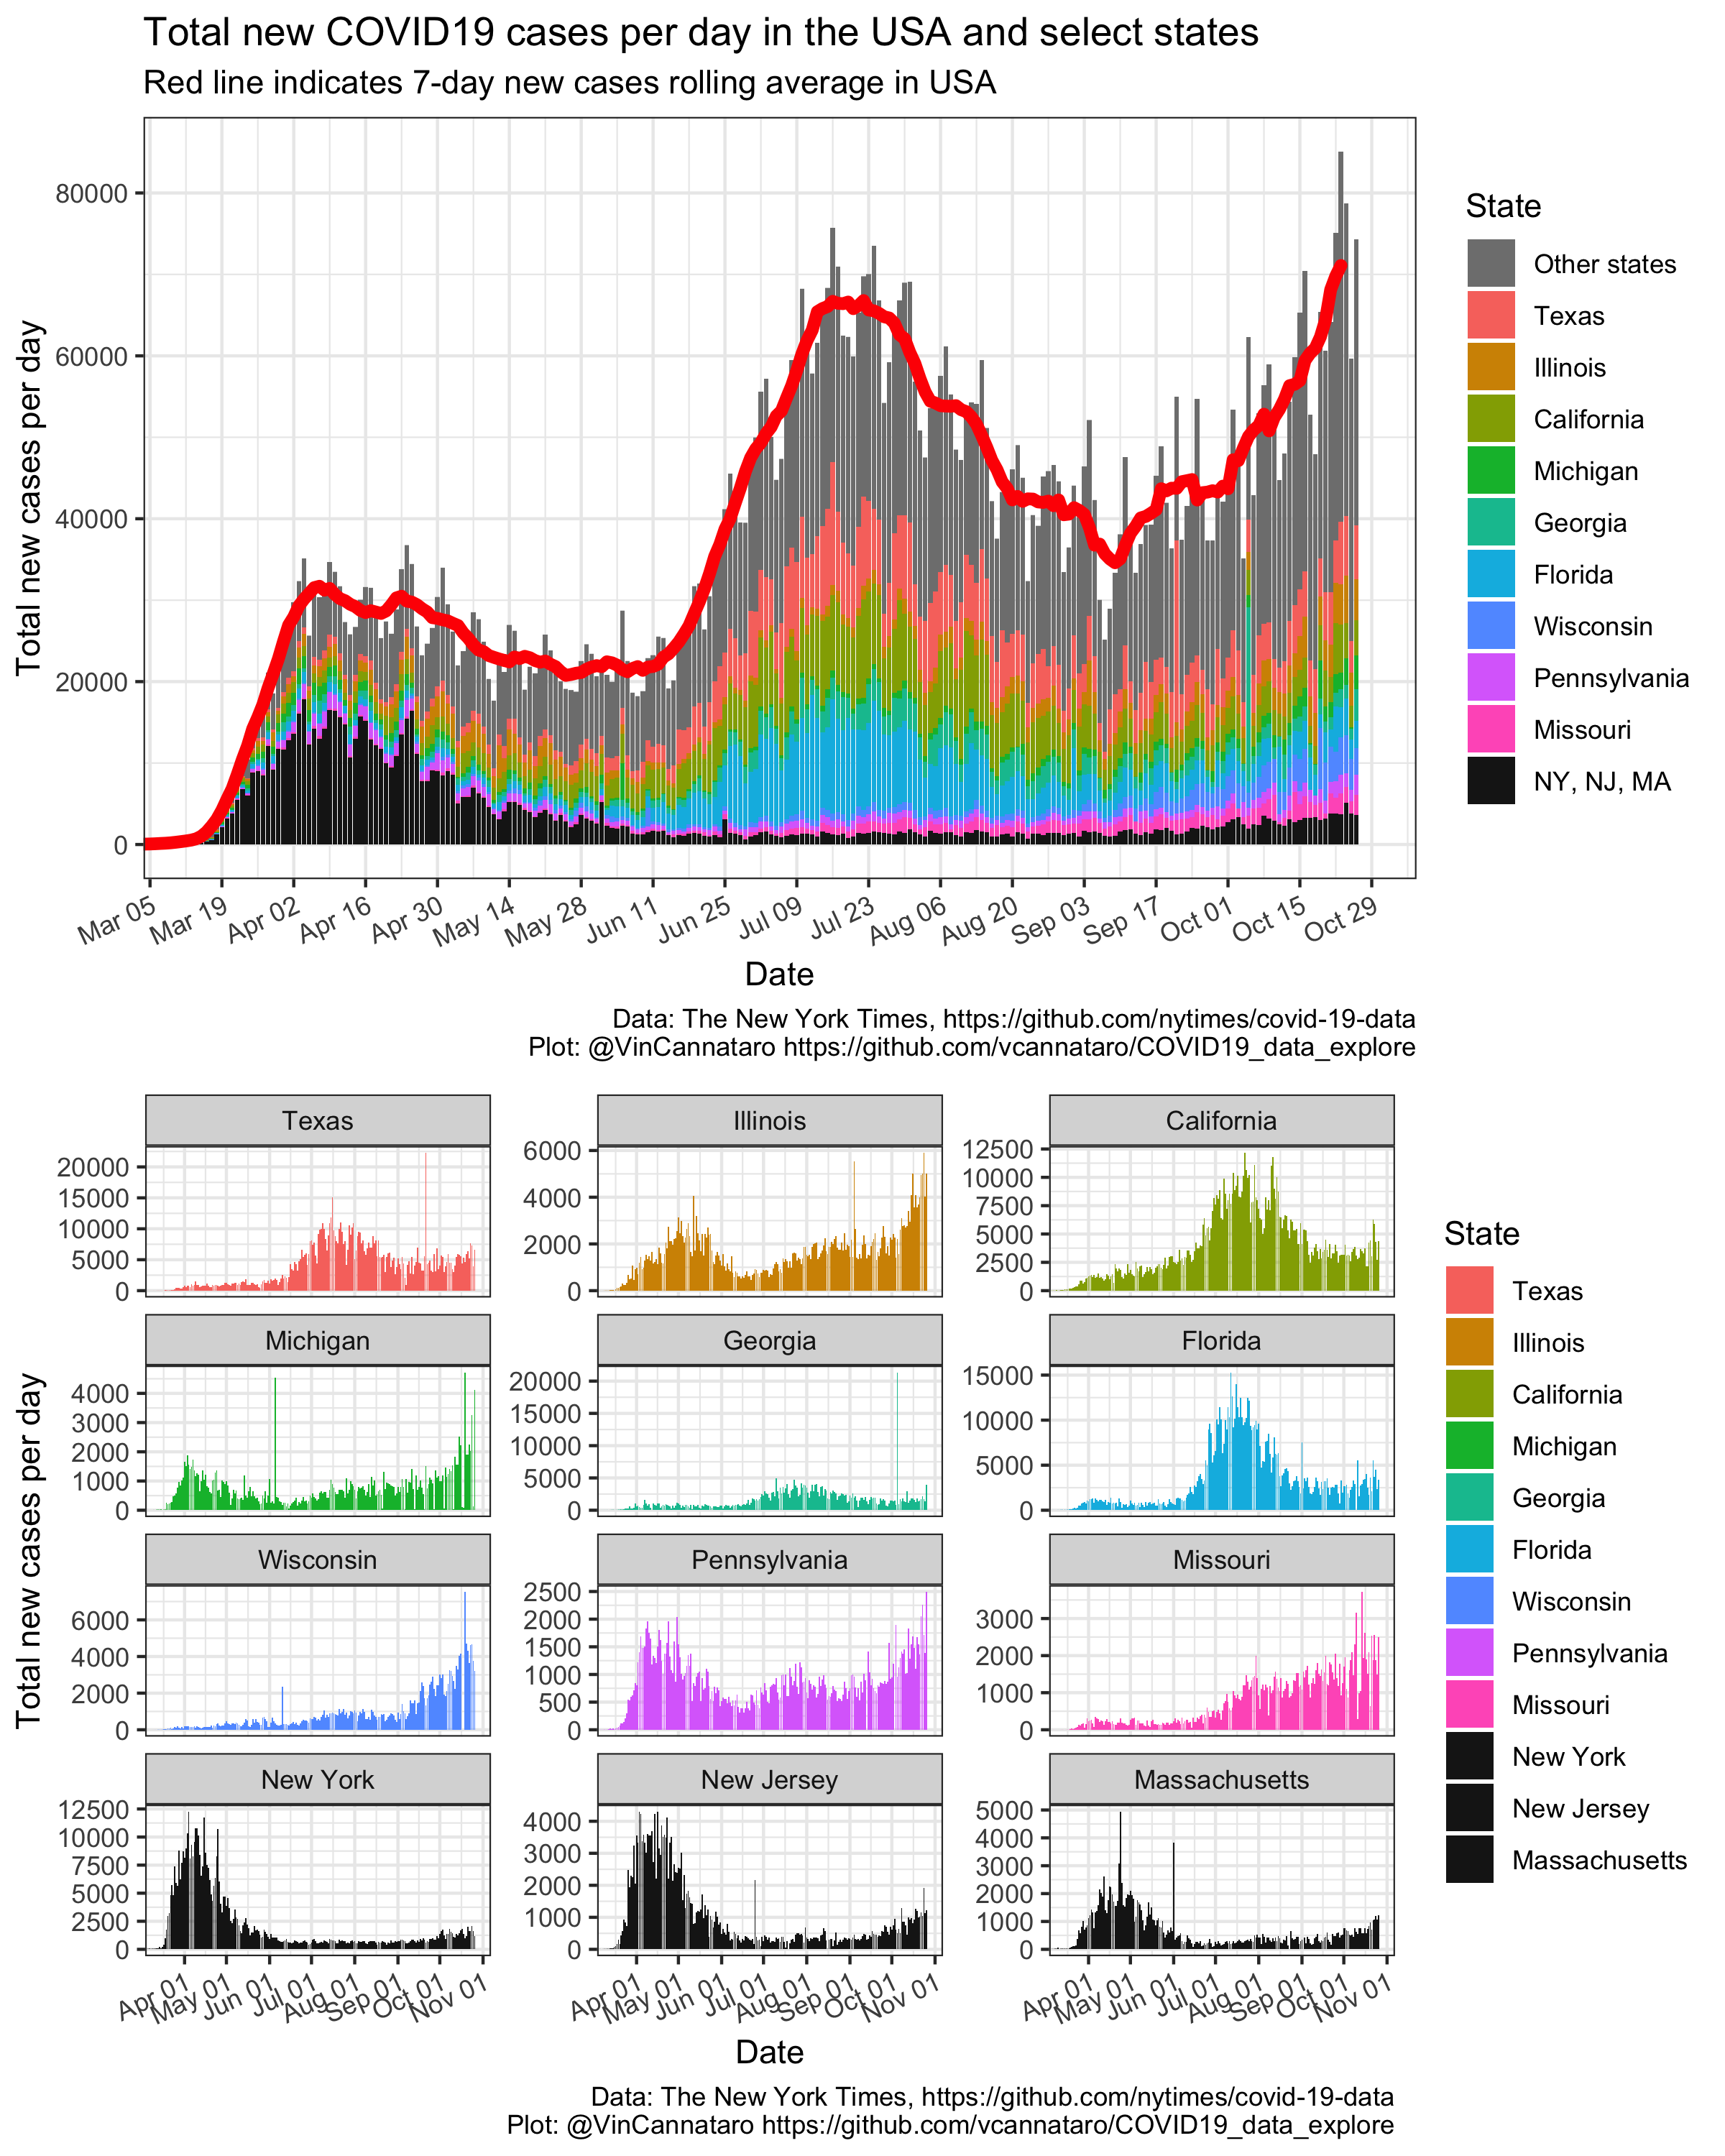 Total new COVID19 cases per day in the USA and select states
Red line indicates 7-day new cases rolling average in USA
Total new cases per day
80000
60000
40000
20000
0
Mar 05
Mar 19
Apr 02
Apr 16
Apr 30
May 14
May 28
Jun 11
Jun 25
Jul 09
Jul 23
Aug 06
Aug 20
Sep 03
Sep 17
Oct 01
Oct 15
Oct 29
Date
State
Other states
Texas
Illinois
California
Michigan
Georgia
Florida
Wisconsin
Pennsylvania
Missouri
NY, NJ, MA
Data: The New York Times, https://github.com/nytimes/covid-19-data
Plot: @VinCannataro https://github.com/vcannataro/COVID19_data_explore
Total new cases per day
Texas
20000
15000
10000
5000
0
Illinois
6000
4000
2000
0
California
12500
10000
7500
5000
2500
0
Michigan
4000
3000
2000
1000
0
Georgia
20000
15000
10000
5000
0
Florida
15000
10000
5000
0
Wisconsin
6000
4000
2000
0
Pennsylvania
2500
2000
1500
1000
500
0
Missouri
3000
2000
1000
0
New York
12500
10000
7500
5000
2500
0
Apr 01
May 01
Jun 01
Jul 01
Aug 01
Sep 01
Oct 01
Nov 01
New Jersey
4000
3000
2000
1000
0
Apr 01
May 01
Jun 01
Jul 01
Aug 01
Sep 01
Oct 01
Nov 01
Massachusetts
5000
4000
3000
2000
1000
0
Apr 01
May 01
Jun 01
Jul 01
Aug 01
Sep 01
Oct 01
Nov 01
Date
State
Texas
Illinois
California
Michigan
Georgia
Florida
Wisconsin
Pennsylvania
Missouri
New York
New Jersey
Massachusetts
Data: The New York Times, https://github.com/nytimes/covid-19-data
Plot: @VinCannataro https://github.com/vcannataro/COVID19_data_explore